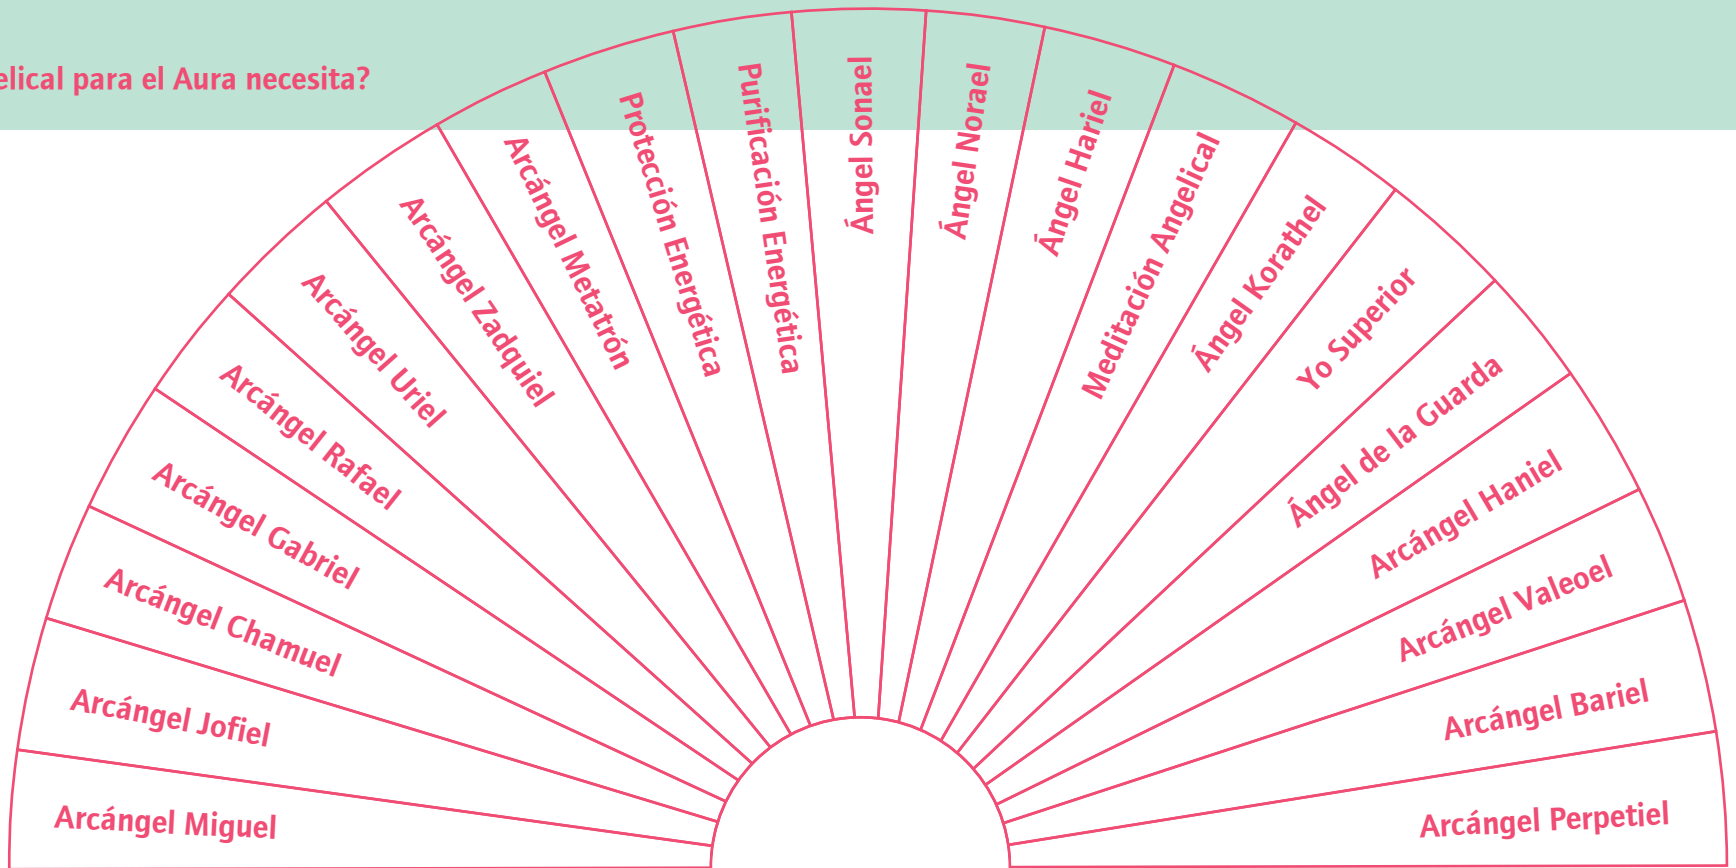 elical para el Aura necesita?
Arcángel Miguel
Arcángel Jofiel
Arcángel Chamuel
Arcángel Gabriel
Arcángel Rafael
Arcángel Uriel
Arcángel Zadquiel
Arcángel Metatrón
Protección Energética
Purificación Energética
Ángel Sonael
Ángel Norael
Ángel Hariel
Meditación Angelical
Ángel Korathel
Yo Superior
Ángel de la Guarda
Arcángel Haniel
Arcángel Valeoel
Arcángel Bariel
Arcángel Perpetiel